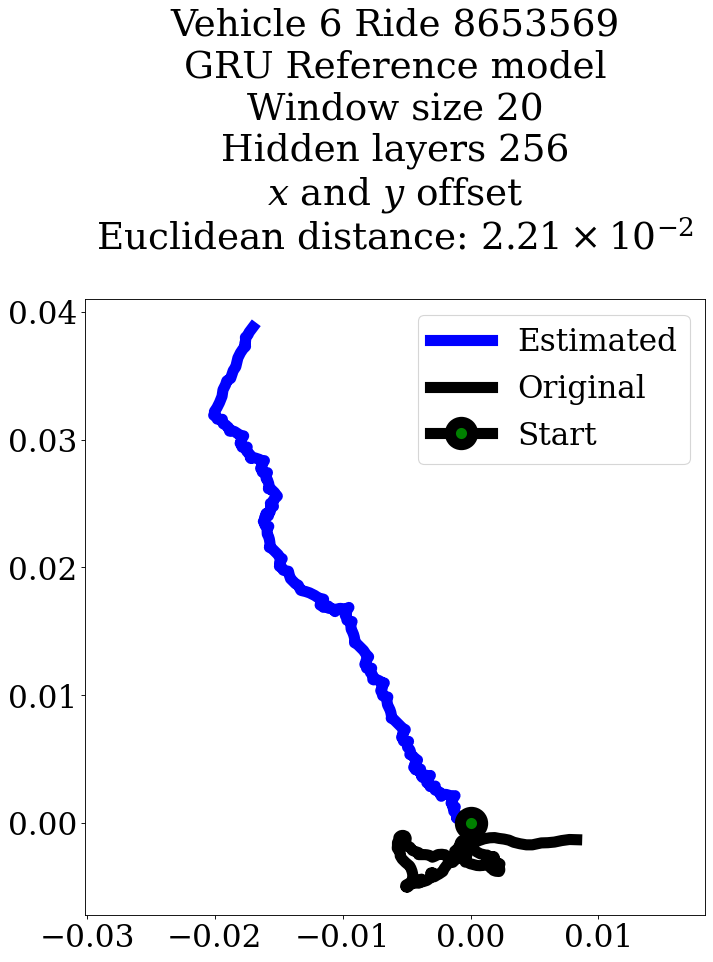 Vehicle 6 Ride 8653569
GRU Reference model
Window size 20
Hidden layers 256
x and y offset
Euclidean distance: 2.21 × 10⁻²
Estimated
Original
Start
0.04
0.03
0.02
0.01
0.00
−0.03 −0.02 −0.01 0.00 0.01